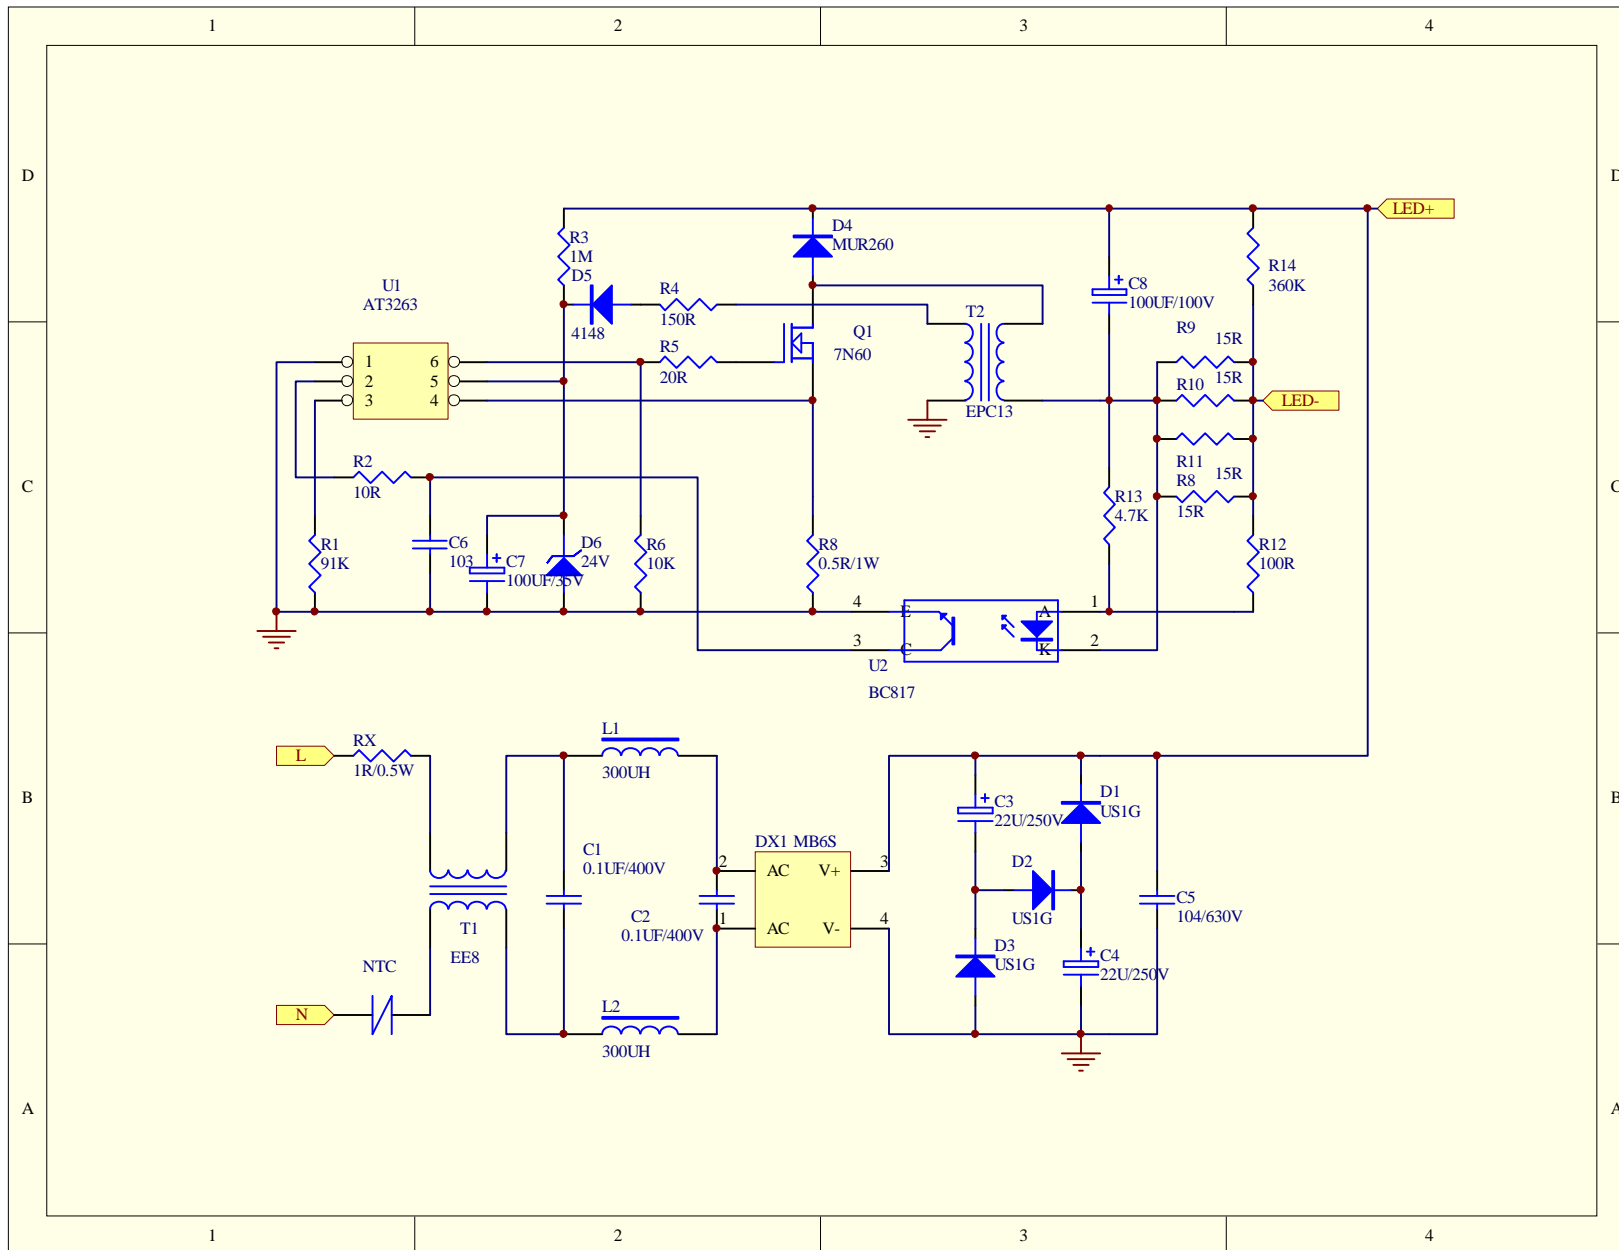 1 2 3 4
D D
LED+
R3
1M
D5
4148
R4
150R
D4
MUR260
+ C8
100UF/100V
R14
360K
U1
AT3263
T2
Q1
7N60
R9
15R
R5
20R
1 6
2 5
3 4
15R
R10
LED-
EPC13
C C
R2
10R
R11
15R
R8
15R
R13
4.7K
R1
91K
C6
103
+ C7
100UF/35V
D6
24V
R6
10K
R8
0.5R/1W
R12
100R
4 E A 1
3 C K 2
U2
BC817
L
RX
1R/0.5W
L1
300UH
B B
+ C3
22U/250V
D1
US1G
DX1 MB6S
2 AC V+ 3
1 AC V- 4
C1
0.1UF/400V
D2
US1G
C5
104/630V
C2
0.1UF/400V
T1
EE8
D3
US1G
+ C4
22U/250V
NTC
N
L2
300UH
A A
1 2 3 4